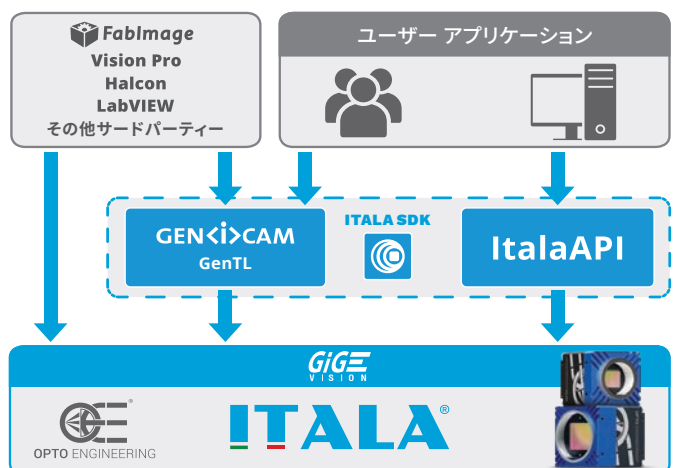 FabImage
Vision Pro
Halcon
LabVIEW
その他サードパーティー
ユーザー アプリケーション
GEN<i>CAM
GenTL
ITALA SDK
ItalaAPI
GiGE
VISION
OPTO ENGINEERING
ITALA®